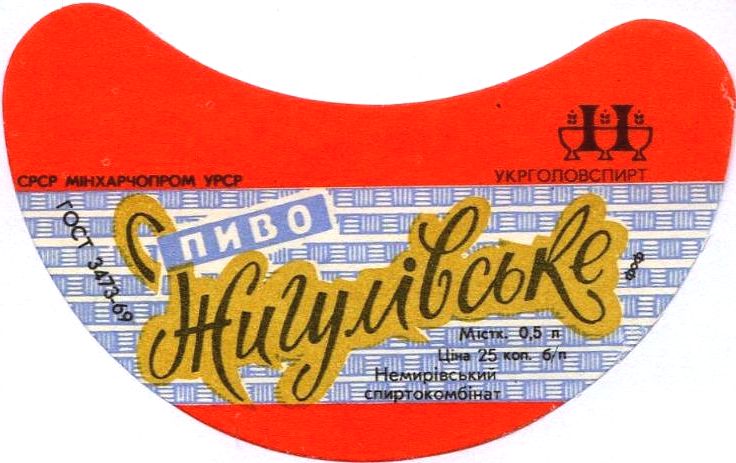 СРСР МІНХАРЧОПРОМ УРСР
УКРГОЛОВСПИРТ
ГОСТ 3473-69
ПИВО
Жигулівське
Містк. 0,5 л
Ціна 25 коп. б/п
Немирівський
спиртокомбінат